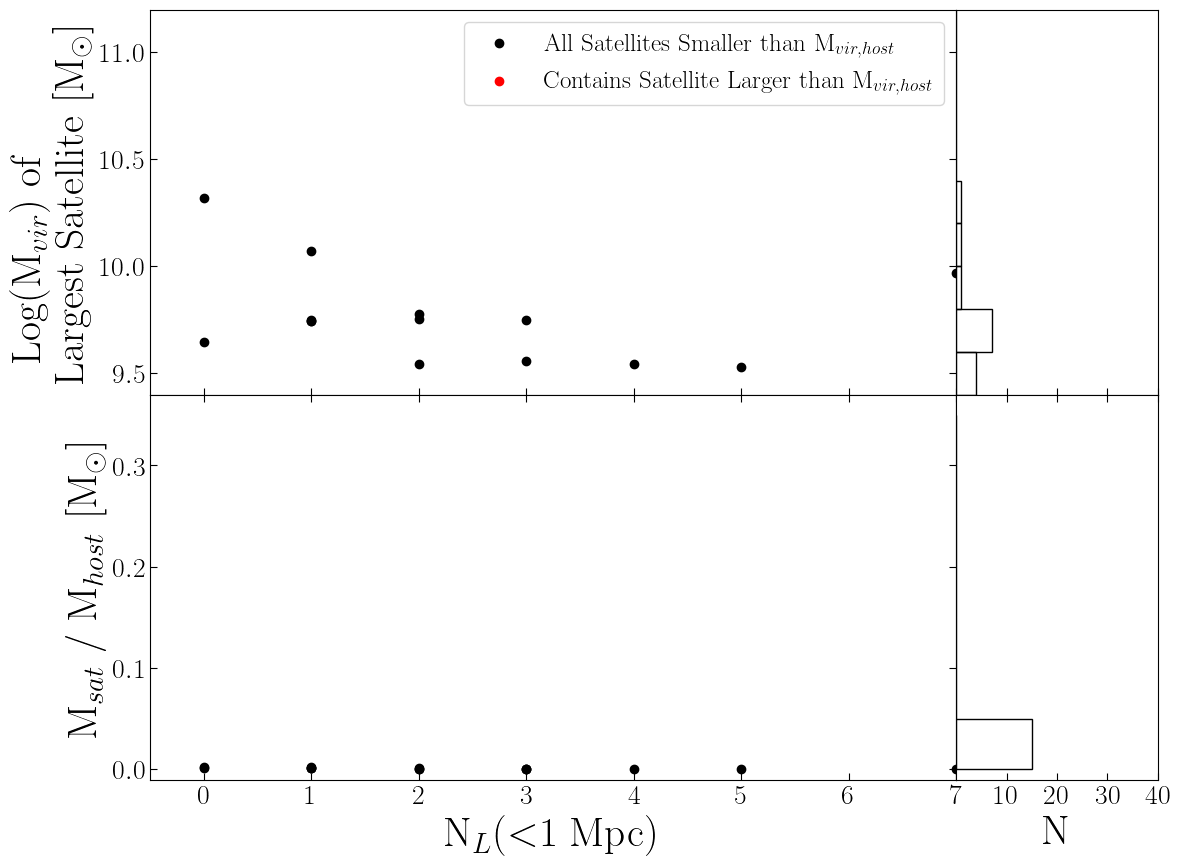 All Satellites Smaller than M_{vir,host}
Contains Satellite Larger than M_{vir,host}
Log(M_{vir}) of
Largest Satellite [M_☉]
11.0
10.5
10.0
9.5
M_{sat} / M_{host} [M_☉]
0.3
0.2
0.1
0.0
0 1 2 3 4 5 6 7 10 20 30 40
N_L(<1 Mpc) N